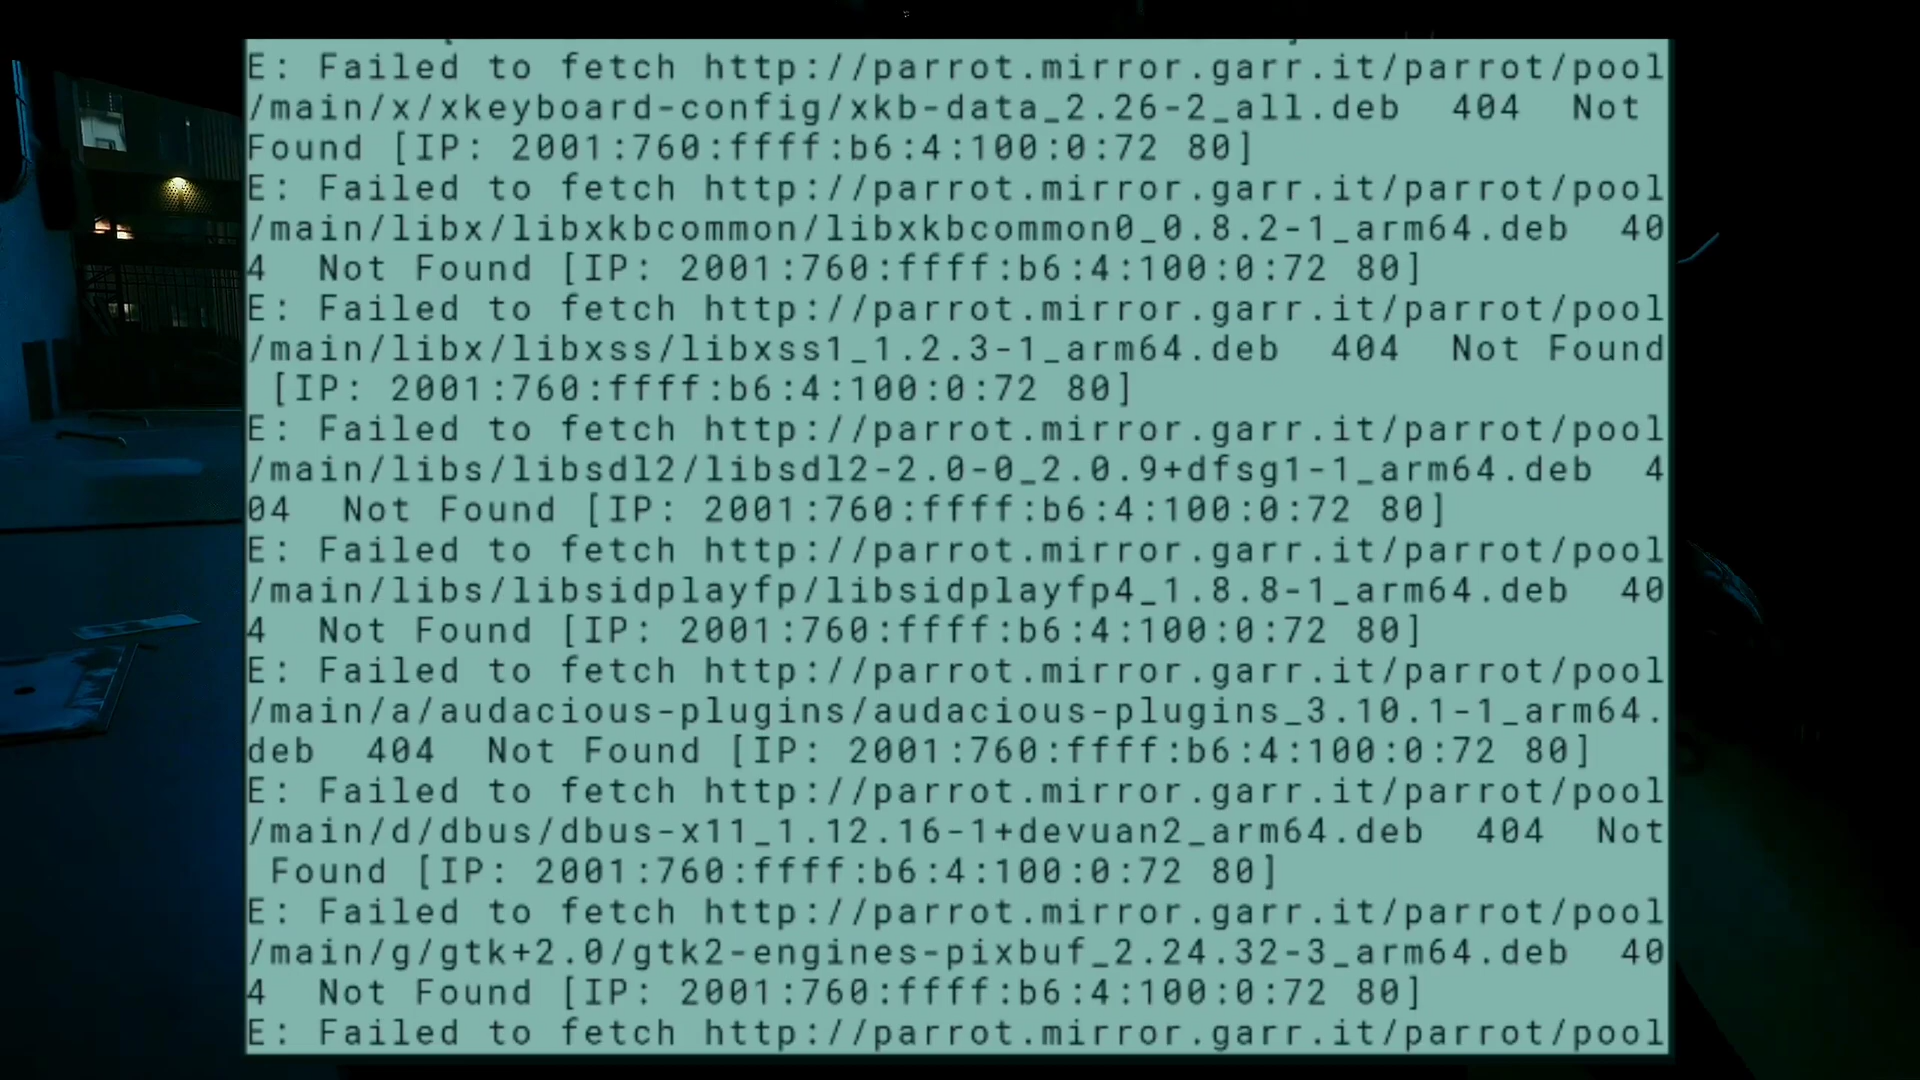 E: Failed to fetch http://parrot.mirror.garr.it/parrot/pool
/main/x/xkeyboard-config/xkb-data_2.26-2_all.deb  404  Not
Found [IP: 2001:760:ffff:b6:4:100:0:72 80]
E: Failed to fetch http://parrot.mirror.garr.it/parrot/pool
/main/libx/libxkbcommon/libxkbcommon0_0.8.2-1_arm64.deb  40
4  Not Found [IP: 2001:760:ffff:b6:4:100:0:72 80]
E: Failed to fetch http://parrot.mirror.garr.it/parrot/pool
/main/libx/libxss/libxss1_1.2.3-1_arm64.deb  404  Not Found
[IP: 2001:760:ffff:b6:4:100:0:72 80]
E: Failed to fetch http://parrot.mirror.garr.it/parrot/pool
/main/libs/libsdl2/libsdl2-2.0-0_2.0.9+dfsg1-1_arm64.deb  4
04  Not Found [IP: 2001:760:ffff:b6:4:100:0:72 80]
E: Failed to fetch http://parrot.mirror.garr.it/parrot/pool
/main/libs/libsidplayfp/libsidplayfp4_1.8.8-1_arm64.deb  40
4  Not Found [IP: 2001:760:ffff:b6:4:100:0:72 80]
E: Failed to fetch http://parrot.mirror.garr.it/parrot/pool
/main/a/audacious-plugins/audacious-plugins_3.10.1-1_arm64.
deb  404  Not Found [IP: 2001:760:ffff:b6:4:100:0:72 80]
E: Failed to fetch http://parrot.mirror.garr.it/parrot/pool
/main/d/dbus/dbus-x11_1.12.16-1+devuan2_arm64.deb  404  Not
Found [IP: 2001:760:ffff:b6:4:100:0:72 80]
E: Failed to fetch http://parrot.mirror.garr.it/parrot/pool
/main/g/gtk+2.0/gtk2-engines-pixbuf_2.24.32-3_arm64.deb  40
4  Not Found [IP: 2001:760:ffff:b6:4:100:0:72 80]
E: Failed to fetch http://parrot.mirror.garr.it/parrot/pool